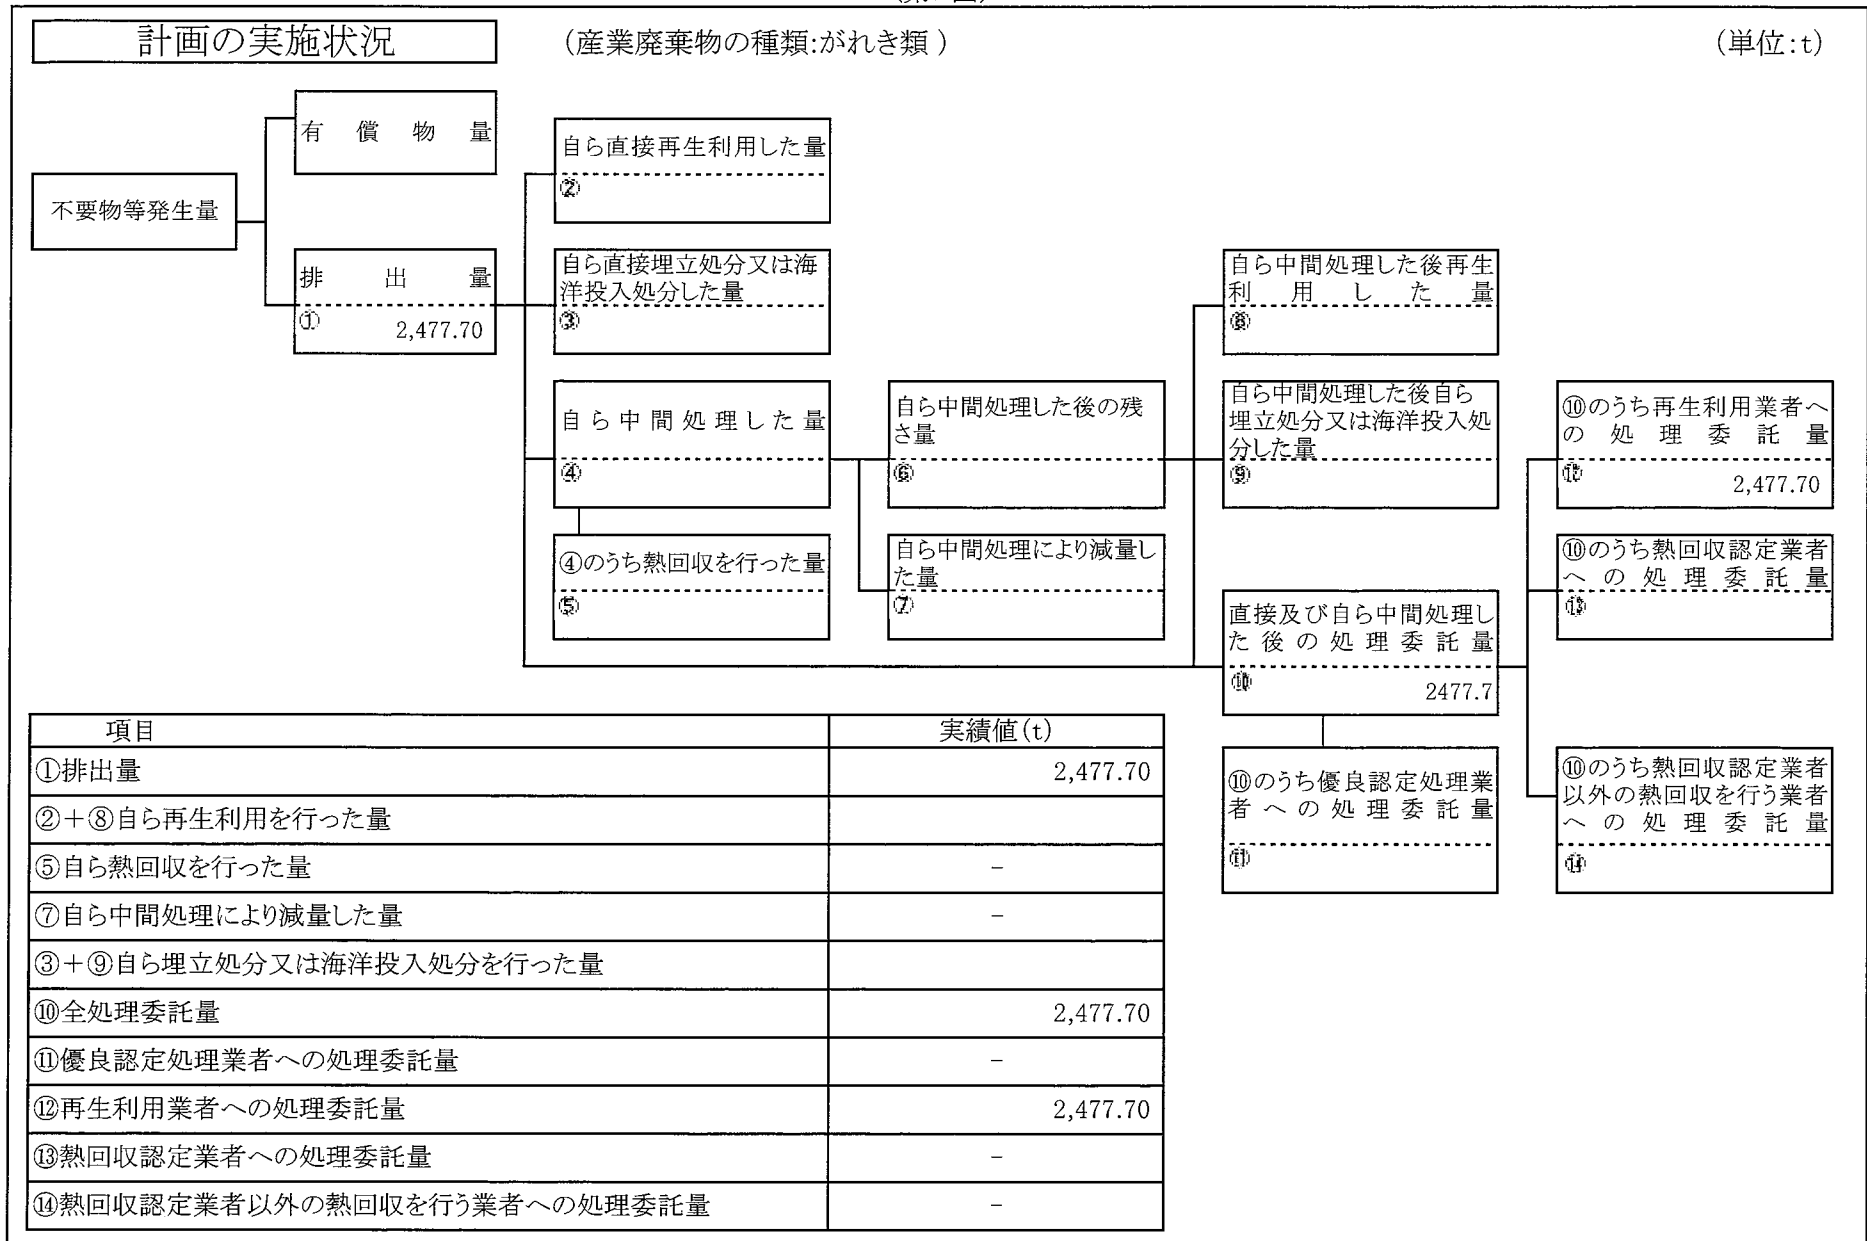 計画の実施状況
（産業廃棄物の種類:がれき類 ）
（単位:t）
有償物量
不要物等発生量
排出量
① 2,477.70
自ら直接再生利用した量
②
自ら直接埋立処分又は海
洋投入処分した量
③
自ら中間処理した量
④
④のうち熱回収を行った量
⑤
自ら中間処理した後の残
さ量
⑥
自ら中間処理により減量し
た量
⑦
自ら中間処理した後再生
利用した量
⑧
自ら中間処理した後自ら
埋立処分又は海洋投入処
分した量
⑨
直接及び自ら中間処理し
た後の処理委託量
⑩ 2477.7
⑩のうち優良認定処理業
者への処理委託量
⑪
⑩のうち再生利用業者へ
の処理委託量
⑫ 2,477.70
⑩のうち熱回収認定業者
への処理委託量
⑬
⑩のうち熱回収認定業者
以外の熱回収を行う業者
への処理委託量
⑭
項目 実績値(t)
①排出量 2,477.70
②＋⑧自ら再生利用を行った量
⑤自ら熱回収を行った量 －
⑦自ら中間処理により減量した量 －
③＋⑨自ら埋立処分又は海洋投入処分を行った量
⑩全処理委託量 2,477.70
⑪優良認定処理業者への処理委託量 －
⑫再生利用業者への処理委託量 2,477.70
⑬熱回収認定業者への処理委託量 －
⑭熱回収認定業者以外の熱回収を行う業者への処理委託量 －